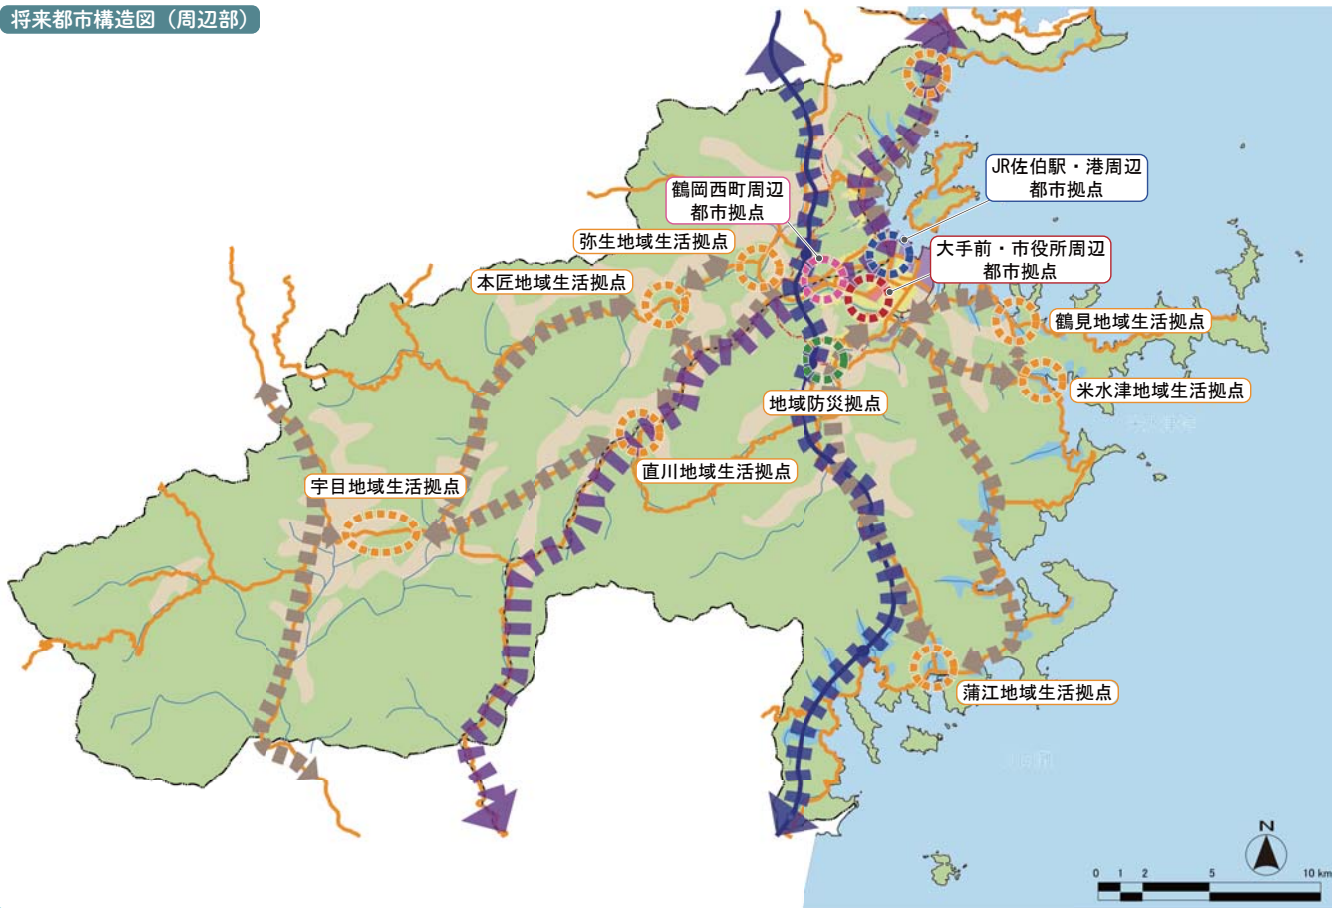 将来都市構造図（周辺部）
JR佐伯駅・港周辺
都市拠点
鶴岡西町周辺
都市拠点
弥生地域生活拠点
大手前・市役所周辺
都市拠点
本匠地域生活拠点
鶴見地域生活拠点
米水津地域生活拠点
地域防災拠点
直川地域生活拠点
宇目地域生活拠点
蒲江地域生活拠点
N
0 1 2 5 10 km